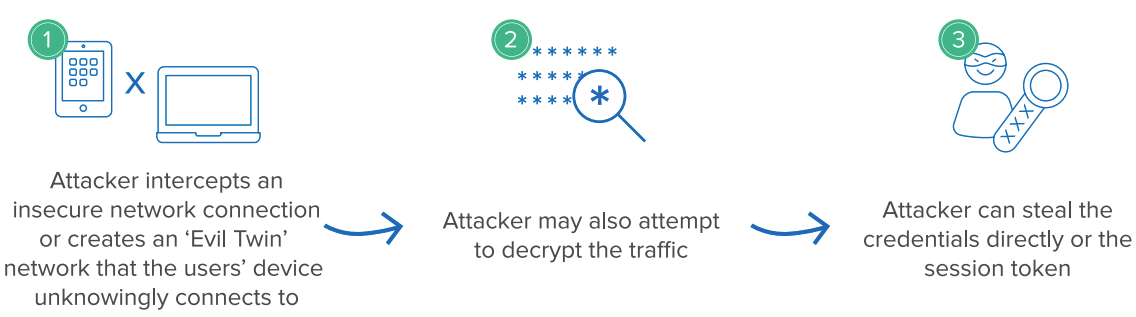 1
Attacker intercepts an
insecure network connection
or creates an ‘Evil Twin’
network that the users’ device
unknowingly connects to
2
* * * * * *
* * * * *
* * * *
*
Attacker may also attempt
to decrypt the traffic
3
XXX
Attacker can steal the
credentials directly or the
session token